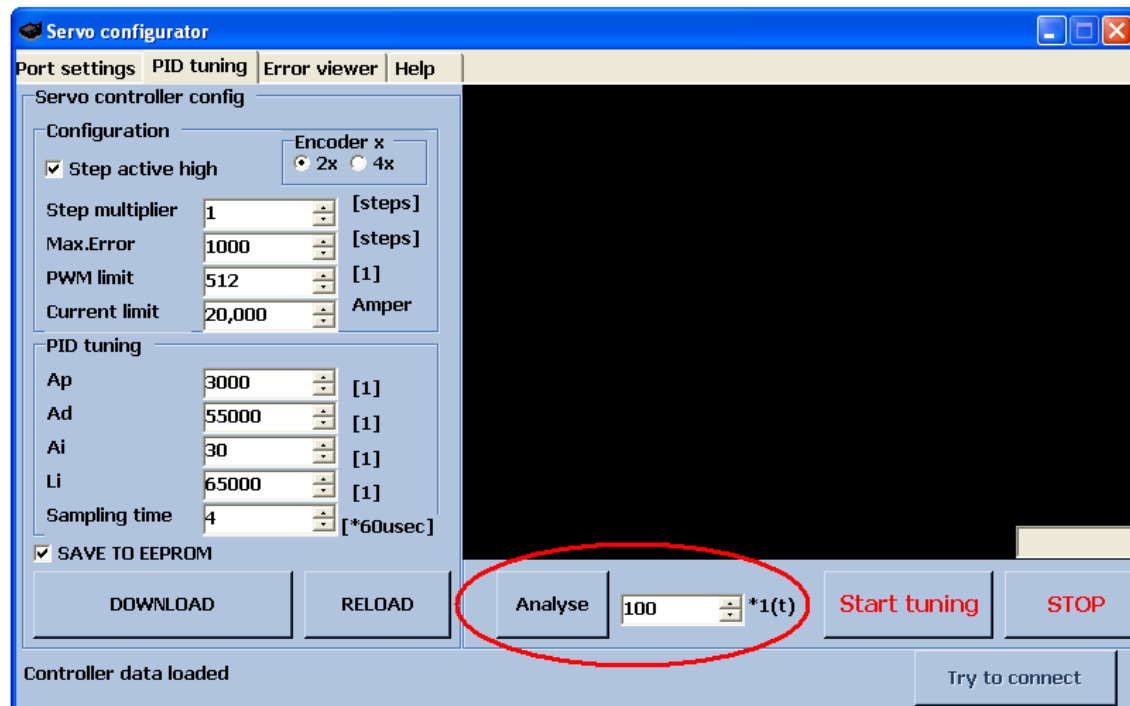 Servo configurator
Port settings PID tuning Error viewer Help
Servo controller config
Configuration
Encoder x
Step active high
2x 4x
Step multiplier 1 [steps]
Max.Error 1000 [steps]
PWM limit 512 [1]
Current limit 20,000 Amper
PID tuning
Ap 3000 [1]
Ad 55000 [1]
Ai 30 [1]
Li 65000 [1]
Sampling time 4 [*60usec]
SAVE TO EEPROM
DOWNLOAD RELOAD Analyse 100 *1(t) Start tuning STOP
Controller data loaded Try to connect